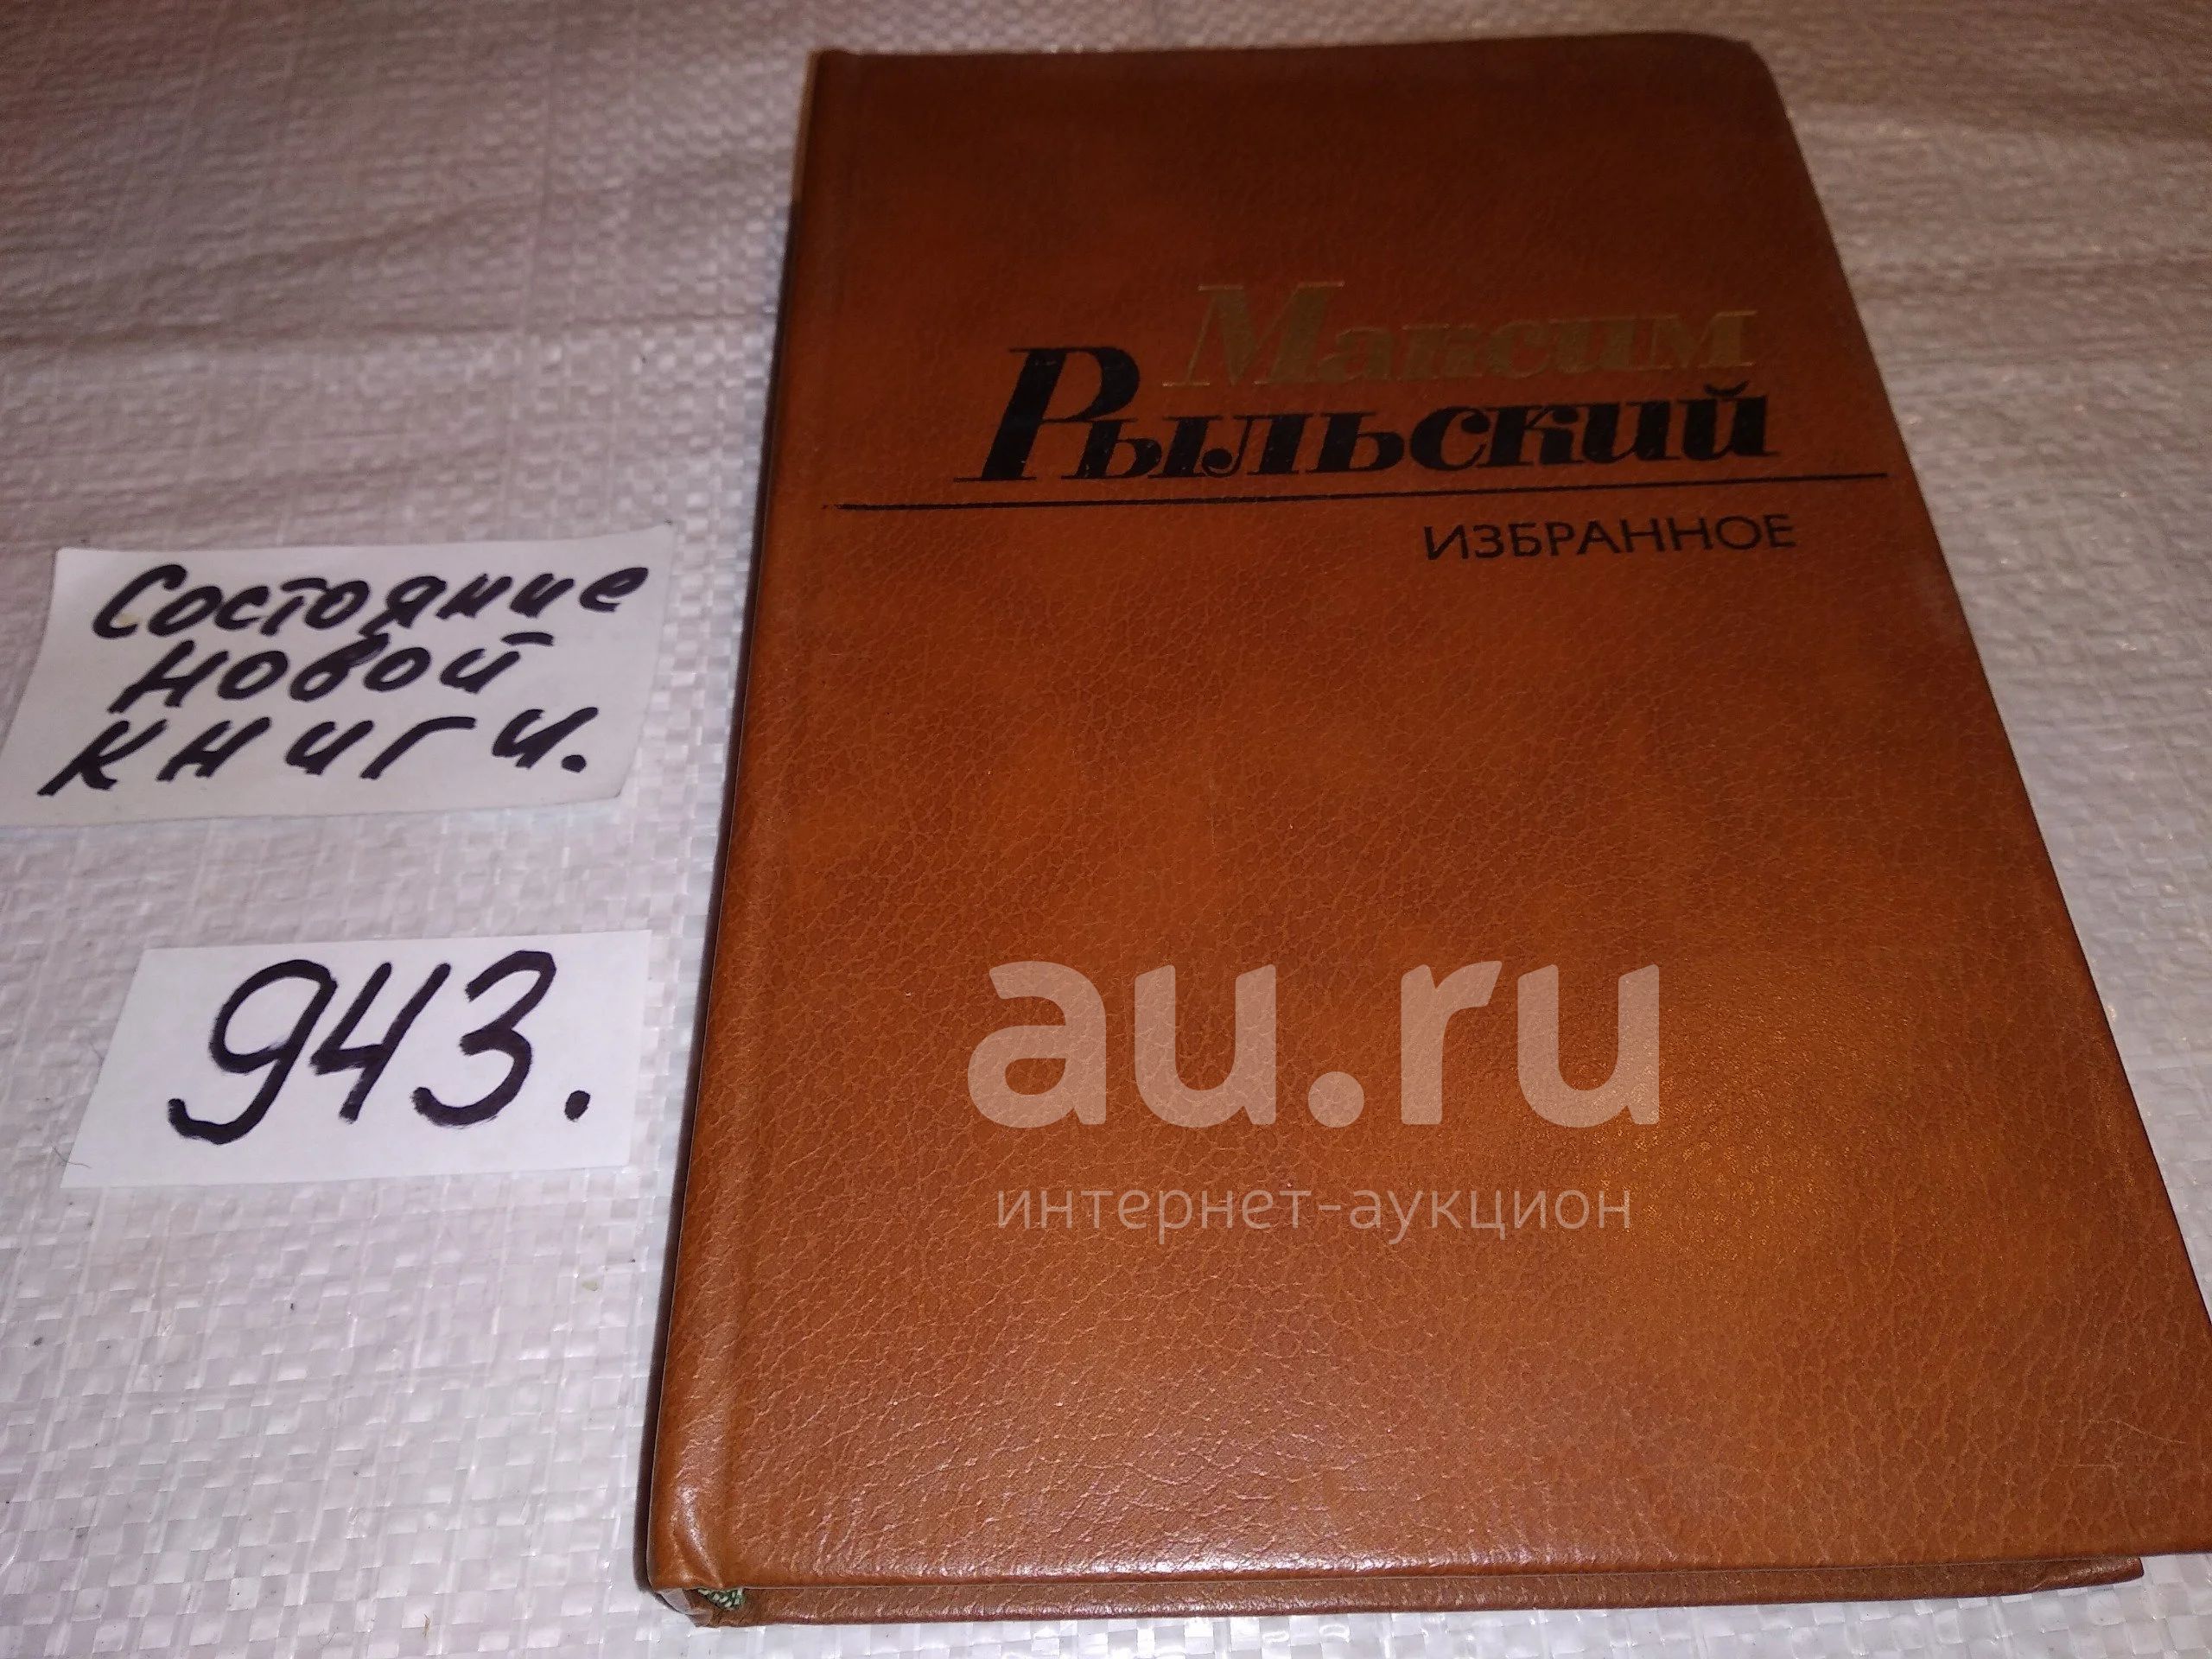 Максим
Рыльский
ИЗБРАННОЕ
Состояние
новой
книги.
943.
au.ru
интернет-аукцион